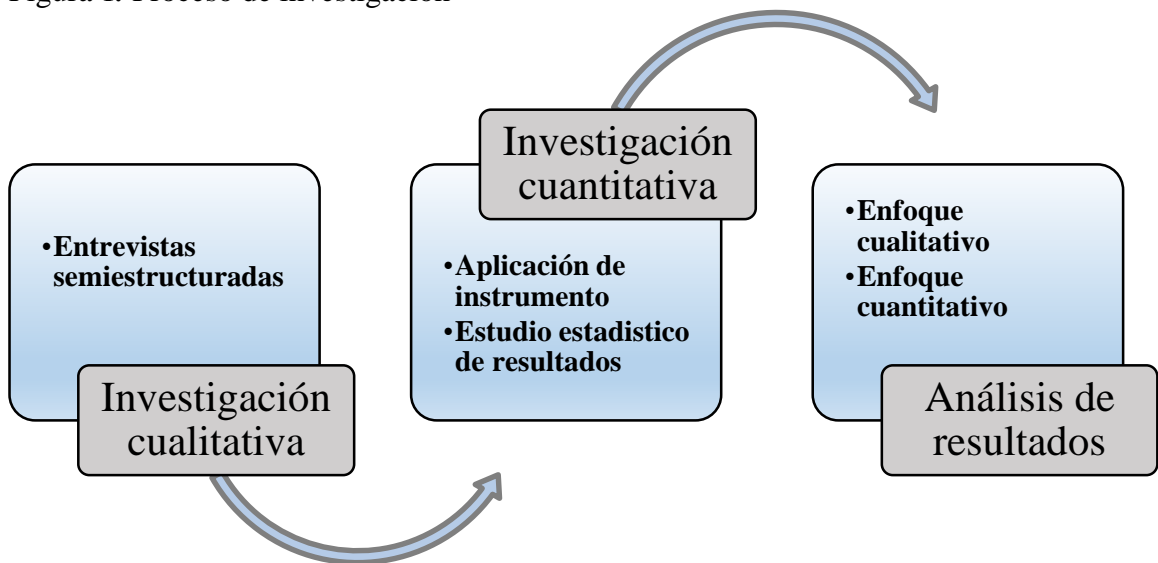 Figura 1. Proceso de investigación
•Entrevistas
semiestructuradas
Investigación
cualitativa
Investigación
cuantitativa
•Aplicación de
instrumento
•Estudio estadistico
de resultados
•Enfoque
cualitativo
•Enfoque
cuantitativo
Análisis de
resultados